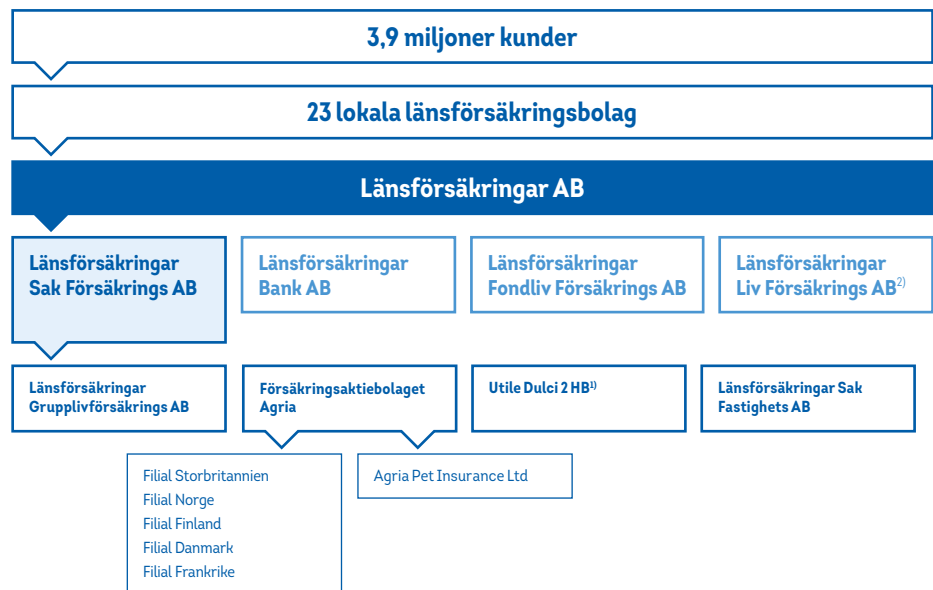 3,9 miljoner kunder
23 lokala länsförsäkringsbolag
Länsförsäkringar AB
Länsförsäkringar
Sak Försäkrings AB
Länsförsäkringar
Bank AB
Länsförsäkringar
Fondliv Försäkrings AB
Länsförsäkringar
Liv Försäkrings AB2)
Länsförsäkringar
Grupplivförsäkrings AB
Försäkringsaktiebolaget
Agria
Utile Dulci 2 HB1)
Länsförsäkringar Sak
Fastighets AB
Filial Storbritannien
Filial Norge
Filial Finland
Filial Danmark
Filial Frankrike
Agria Pet Insurance Ltd